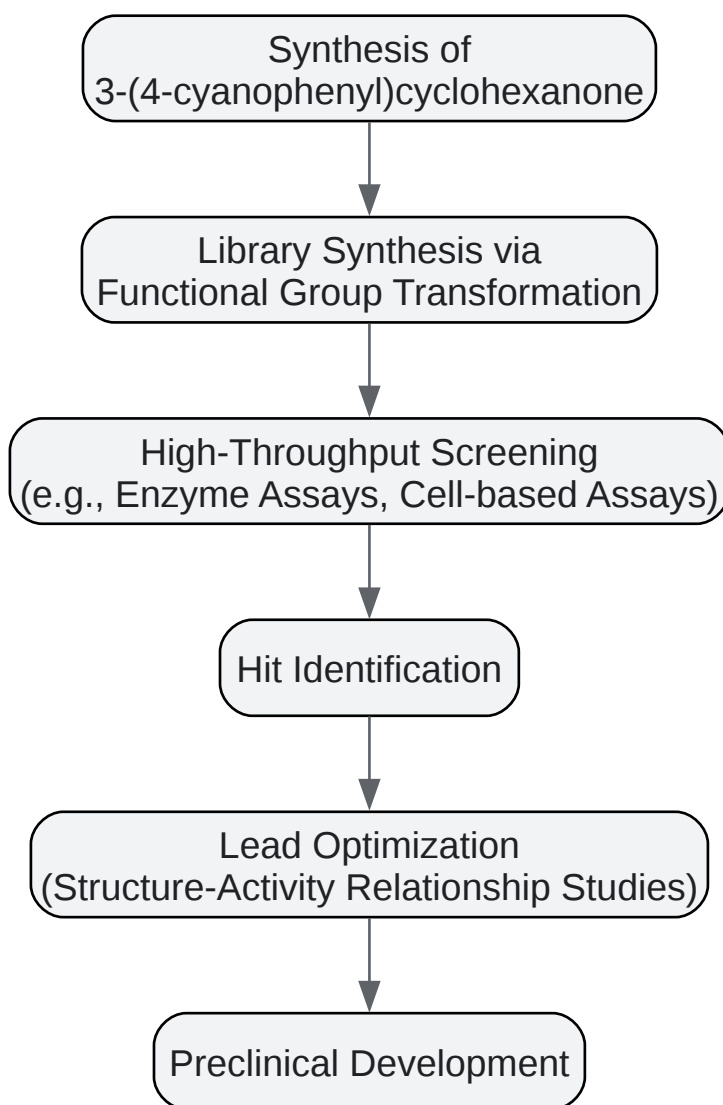 Synthesis of
3-(4-cyanophenyl)cyclohexanone
Library Synthesis via
Functional Group Transformation
High-Throughput Screening
(e.g., Enzyme Assays, Cell-based Assays)
Hit Identification
Lead Optimization
(Structure-Activity Relationship Studies)
Preclinical Development